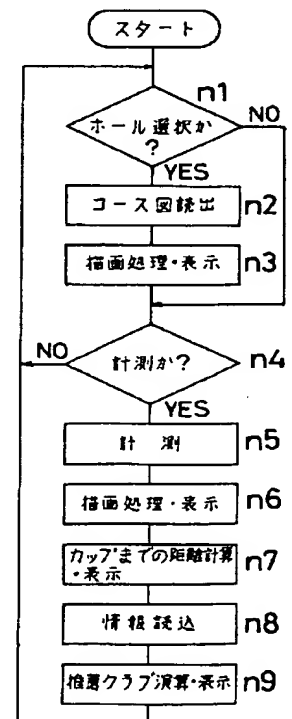 スタート
n1
ホール選択か
?
NO
YES
コース図読出 n2
描画処理・表示 n3
NO
計測か? n4
YES
計 測 n5
描画処理・表示 n6
カップまでの距離計算
・表示
n7
情報読込 n8
推薦クラブ演算・表示 n9